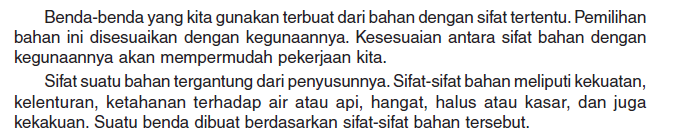 Benda-benda yang kita gunakan terbuat dari bahan dengan sifat tertentu. Pemilihan
bahan ini disesuaikan dengan kegunaannya. Kesesuaian antara sifat bahan dengan
kegunaannya akan mempermudah pekerjaan kita.
Sifat suatu bahan tergantung dari penyusunnya. Sifat-sifat bahan meliputi kekuatan,
kelenturan, ketahanan terhadap air atau api, hangat, halus atau kasar, dan juga
kekakuan. Suatu benda dibuat berdasarkan sifat-sifat bahan tersebut.